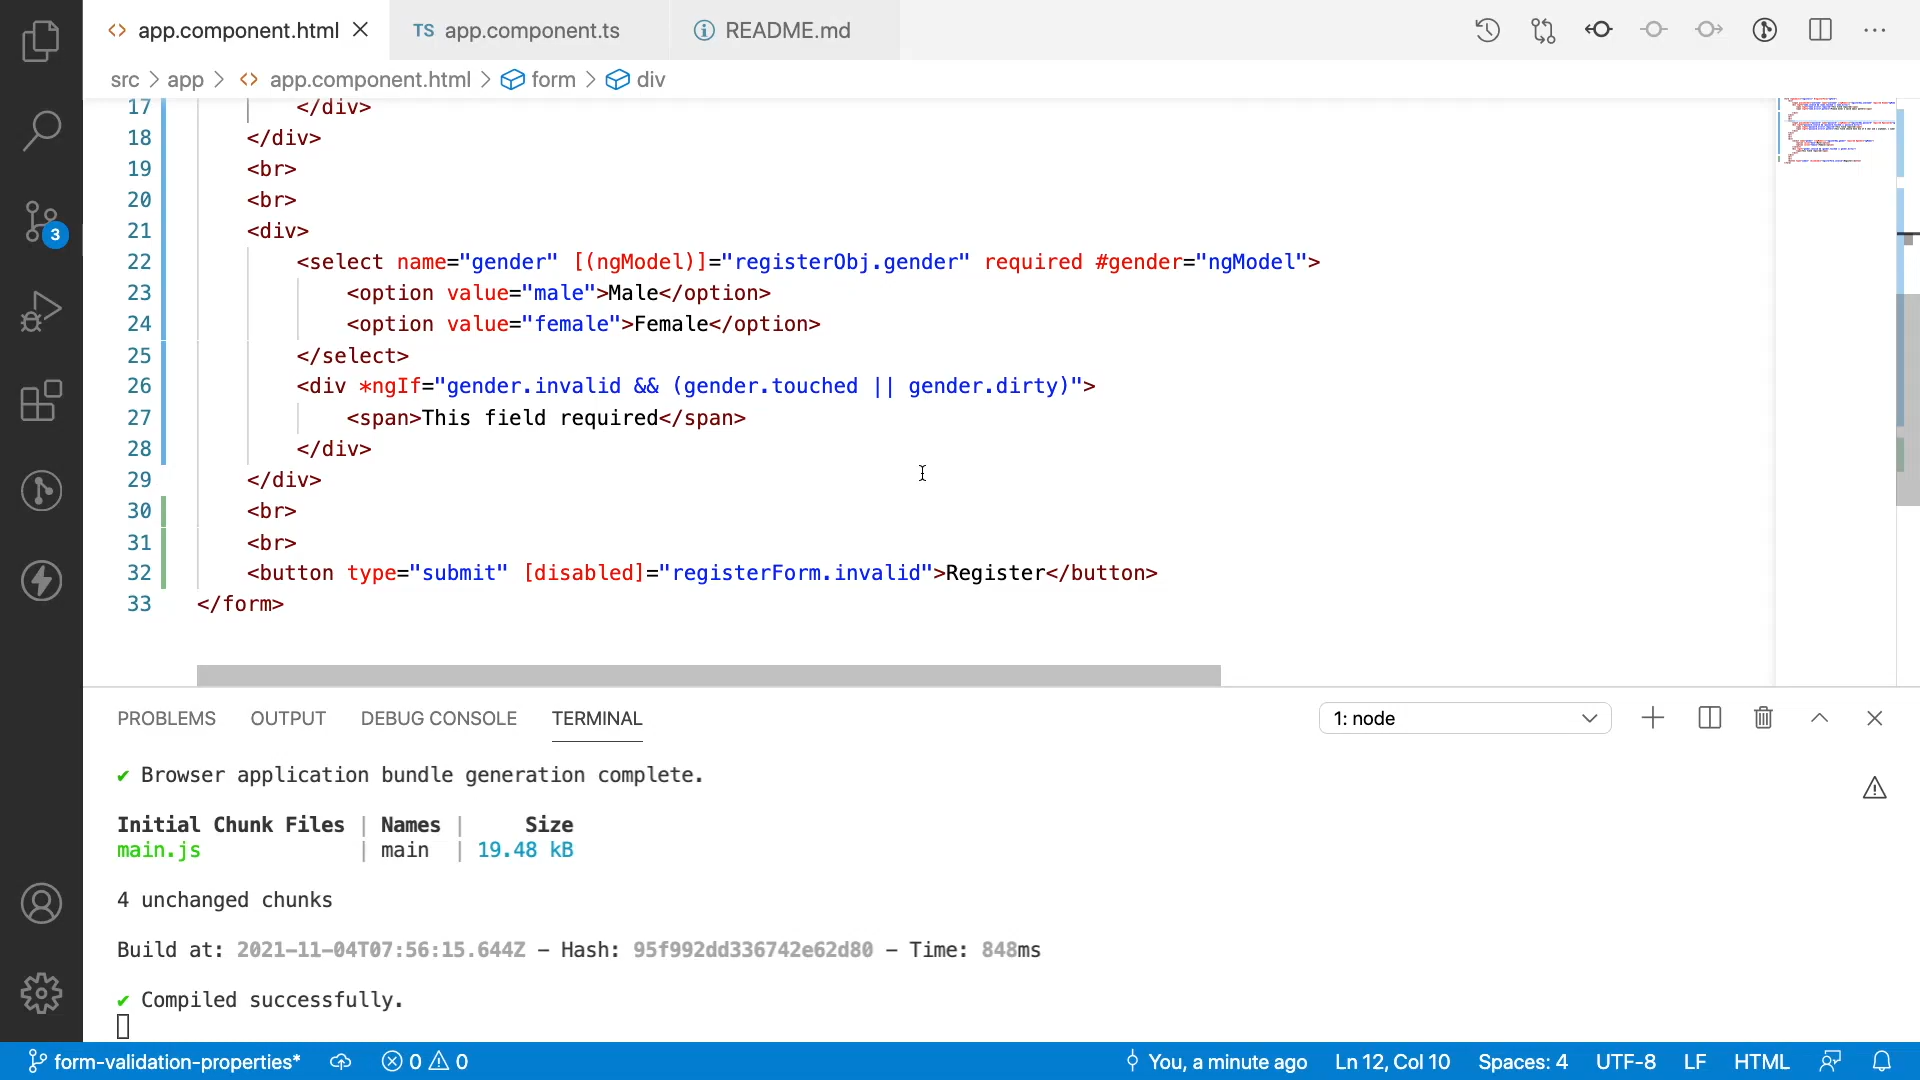 app.component.html
TS app.component.ts
README.md
src > app > app.component.html > form > div
17 </div>
18 </div>
19 <br>
20 <br>
21 <div>
22 <select name="gender" [(ngModel)]="registerObj.gender" required #gender="ngModel">
23 <option value="male">Male</option>
24 <option value="female">Female</option>
25 </select>
26 <div *ngIf="gender.invalid && (gender.touched || gender.dirty)">
27 <span>This field required</span>
28 </div>
29 </div>
30 <br>
31 <br>
32 <button type="submit" [disabled]="registerForm.invalid">Register</button>
33 </form>
3
PROBLEMS OUTPUT DEBUG CONSOLE TERMINAL
1: node
✔ Browser application bundle generation complete.
Initial Chunk Files | Names | Size
main.js | main | 19.48 kB
4 unchanged chunks
Build at: 2021-11-04T07:56:15.644Z - Hash: 95f992dd336742e62d80 - Time: 848ms
✔ Compiled successfully.
form-validation-properties* 0 0 You, a minute ago Ln 12, Col 10 Spaces: 4 UTF-8 LF HTML